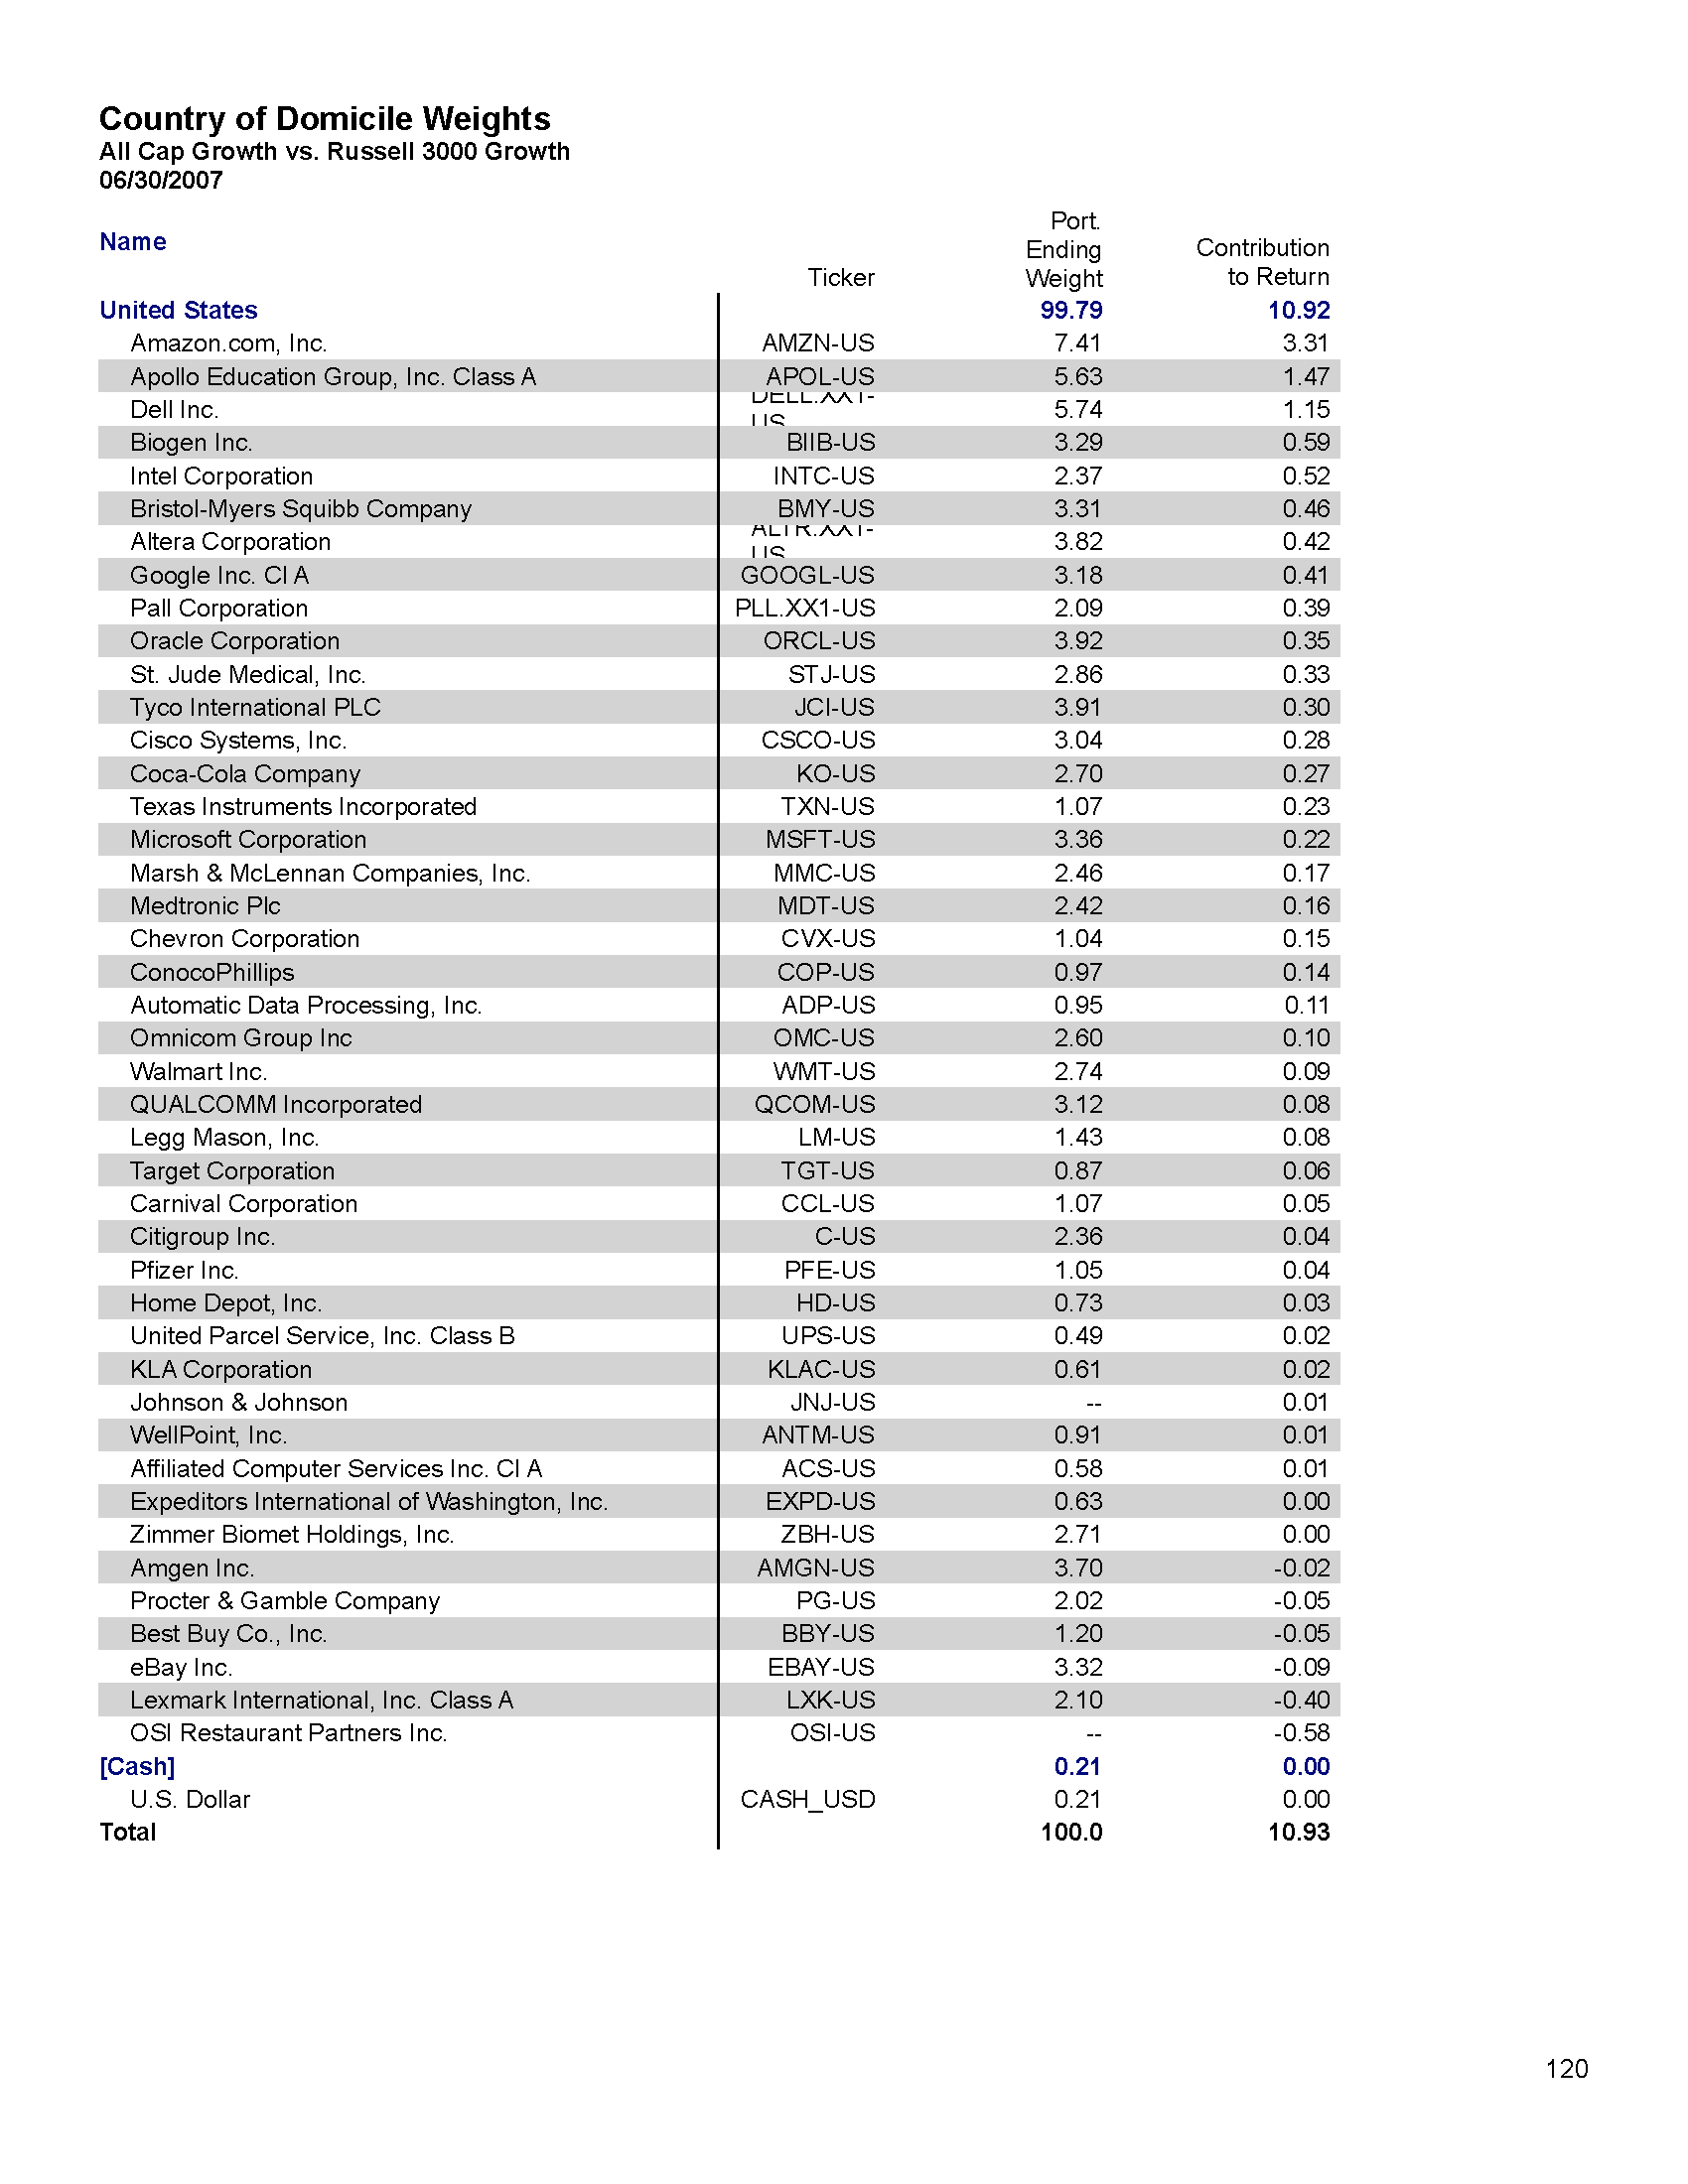 Country of Domicile Weights
All Cap Growth vs. Russell 3000 Growth
06/30/2007
Name Ticker Port. Ending Weight Contribution to Return
United States 99.79 10.92
Amazon.com, Inc. AMZN-US 7.41 3.31
Apollo Education Group, Inc. Class A APOL-US 5.63 1.47
Dell Inc. DELL.XX1-US 5.74 1.15
Biogen Inc. BIIB-US 3.29 0.59
Intel Corporation INTC-US 2.37 0.52
Bristol-Myers Squibb Company BMY-US 3.31 0.46
Altera Corporation ALTR.XX1-US 3.82 0.42
Google Inc. Cl A GOOGL-US 3.18 0.41
Pall Corporation PLL.XX1-US 2.09 0.39
Oracle Corporation ORCL-US 3.92 0.35
St. Jude Medical, Inc. STJ-US 2.86 0.33
Tyco International PLC JCI-US 3.91 0.30
Cisco Systems, Inc. CSCO-US 3.04 0.28
Coca-Cola Company KO-US 2.70 0.27
Texas Instruments Incorporated TXN-US 1.07 0.23
Microsoft Corporation MSFT-US 3.36 0.22
Marsh & McLennan Companies, Inc. MMC-US 2.46 0.17
Medtronic Plc MDT-US 2.42 0.16
Chevron Corporation CVX-US 1.04 0.15
ConocoPhillips COP-US 0.97 0.14
Automatic Data Processing, Inc. ADP-US 0.95 0.11
Omnicom Group Inc OMC-US 2.60 0.10
Walmart Inc. WMT-US 2.74 0.09
QUALCOMM Incorporated QCOM-US 3.12 0.08
Legg Mason, Inc. LM-US 1.43 0.08
Target Corporation TGT-US 0.87 0.06
Carnival Corporation CCL-US 1.07 0.05
Citigroup Inc. C-US 2.36 0.04
Pfizer Inc. PFE-US 1.05 0.04
Home Depot, Inc. HD-US 0.73 0.03
United Parcel Service, Inc. Class B UPS-US 0.49 0.02
KLA Corporation KLAC-US 0.61 0.02
Johnson & Johnson JNJ-US -- 0.01
WellPoint, Inc. ANTM-US 0.91 0.01
Affiliated Computer Services Inc. Cl A ACS-US 0.58 0.01
Expeditors International of Washington, Inc. EXPD-US 0.63 0.00
Zimmer Biomet Holdings, Inc. ZBH-US 2.71 0.00
Amgen Inc. AMGN-US 3.70 -0.02
Procter & Gamble Company PG-US 2.02 -0.05
Best Buy Co., Inc. BBY-US 1.20 -0.05
eBay Inc. EBAY-US 3.32 -0.09
Lexmark International, Inc. Class A LXK-US 2.10 -0.40
OSI Restaurant Partners Inc. OSI-US -- -0.58
[Cash] 0.21 0.00
U.S. Dollar CASH_USD 0.21 0.00
Total 100.0 10.93
120